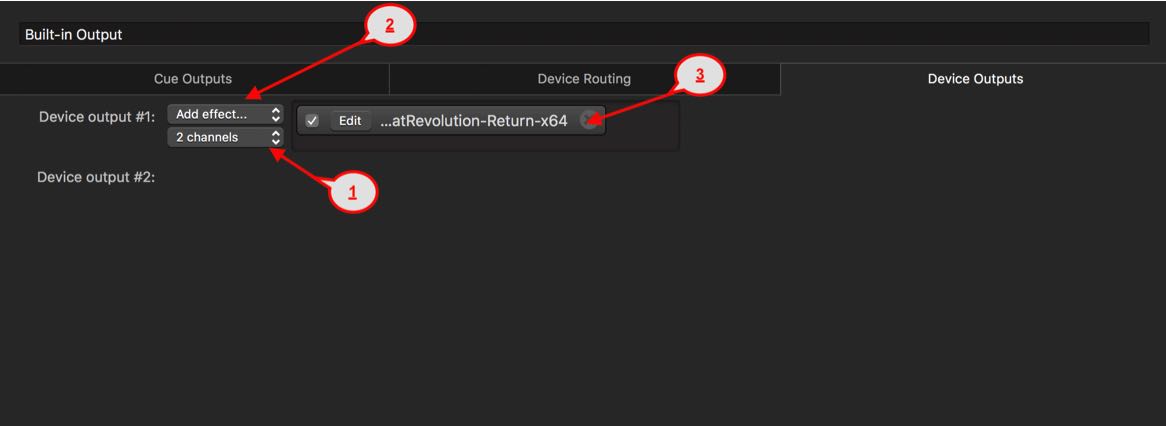 2
Built-in Output
3
Cue Outputs Device Routing Device Outputs
Device output #1: Add effect... Edit ...atRevolution-Return-x64
2 channels
Device output #2:
1